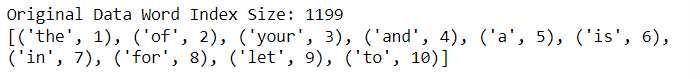 Original Data Word Index Size: 1199
[('the', 1), ('of', 2), ('your', 3), ('and', 4), ('a', 5), ('is', 6),
('in', 7), ('for', 8), ('let', 9), ('to', 10)]